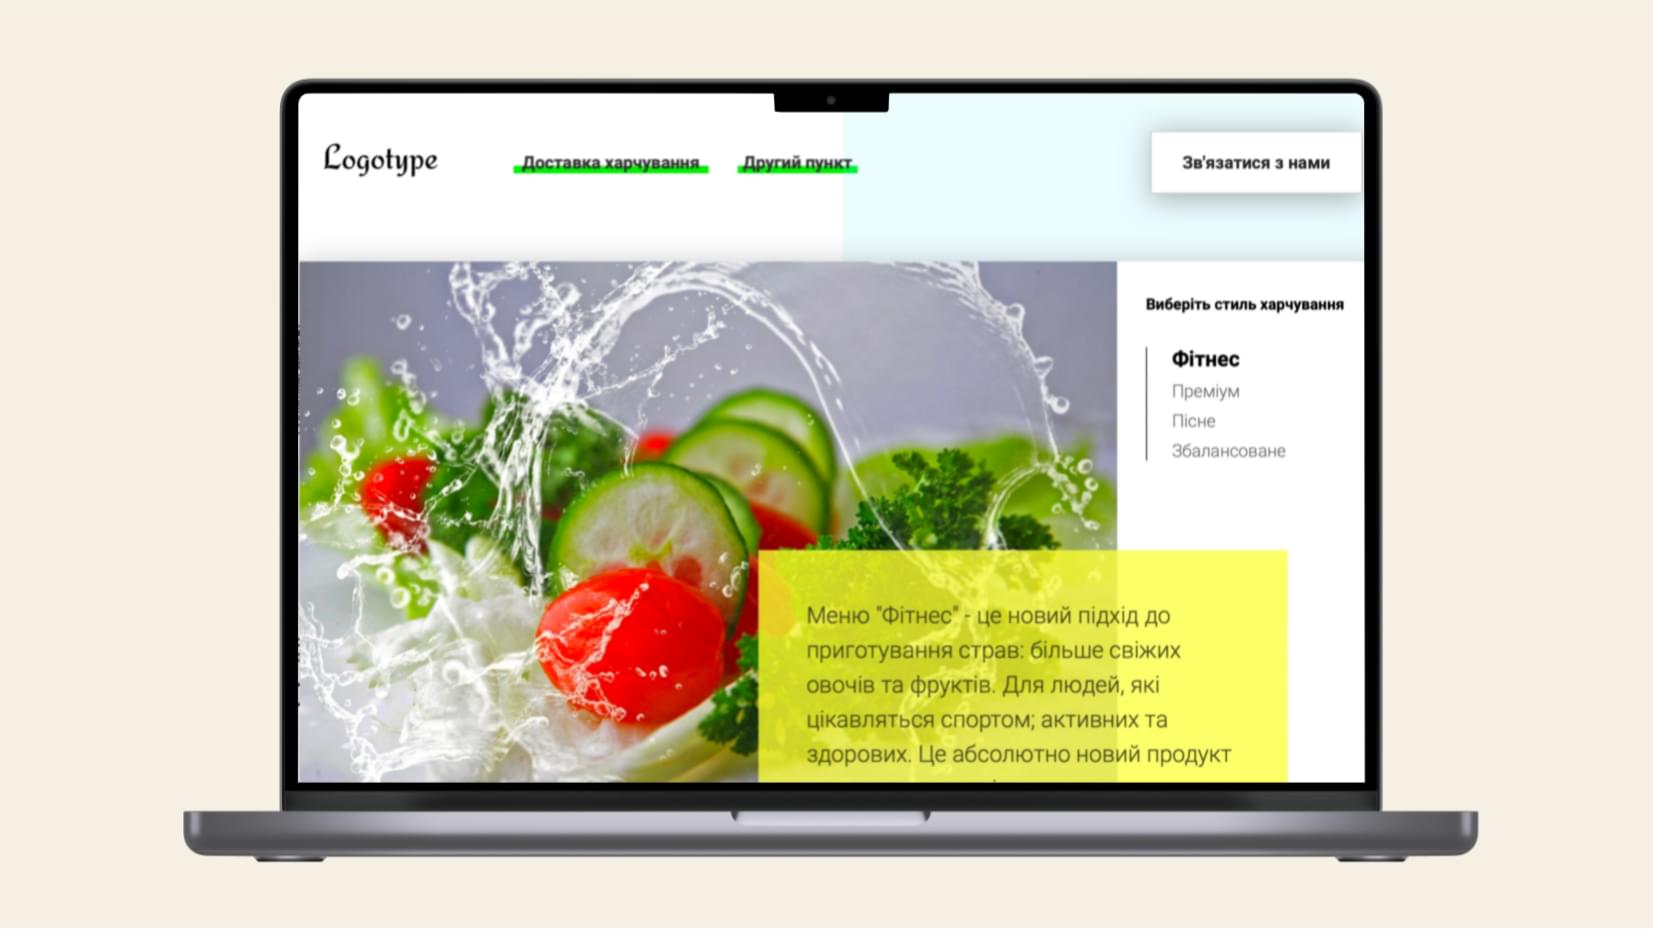 Logotype
Доставка харчування
Другий пункт
Зв'язатися з нами
Виберіть стиль харчування
Фітнес
Преміум
Пісне
Збалансоване
Меню "Фітнес" - це новий підхід до
приготування страв: більше свіжих
овочів та фруктів. Для людей, які
цікавляться спортом; активних та
здорових. Це абсолютно новий продукт